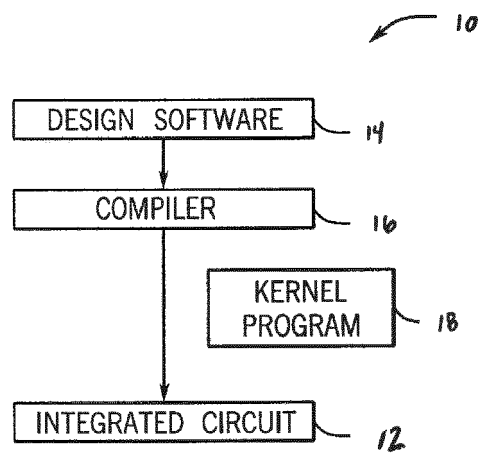 10
DESIGN SOFTWARE 14
COMPILER 16
KERNEL
PROGRAM 18
INTEGRATED CIRCUIT 12